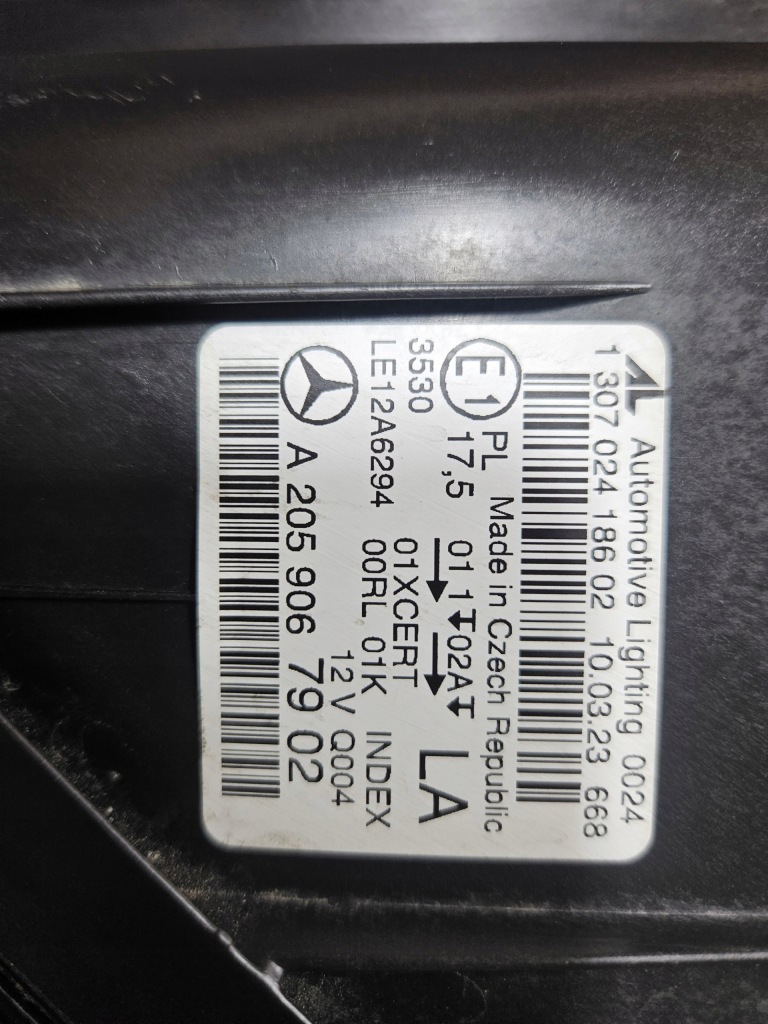 AL Automotive Lighting 0024
1 307 024 186 02 10.03.23 668
PL Made in Czech Republic
E1 17,5 01 1 02A LA
3530 01XCERT
LE12A6294 00RL 01K INDEX
12 V Q004
A 205 906 79 02